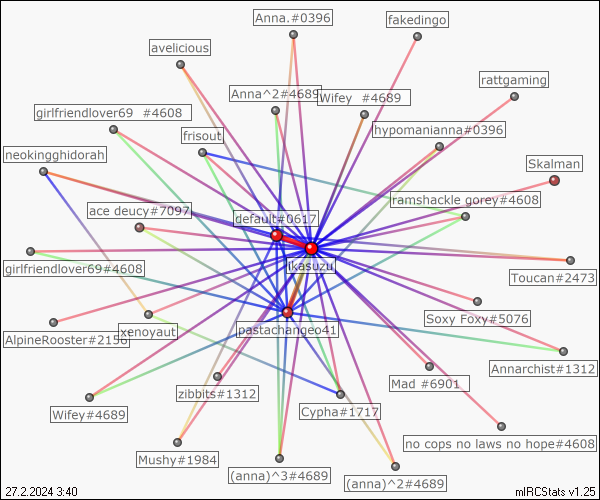 Anna.#0396
fakedingo
avelicious
rattgaming
Anna^2#4689
Wifey #4689
girlfriendlover69 #4608
hypomanianna#0396
frisout
neokingghidorah
Skalman
ramshackle gorey#4608
ace deucy#7097
default#0617
ikasuzu
girlfriendlover69#4608
Toucan#2473
Soxy Foxy#5076
pastachangeo41
xenoyaut
AlpineRooster#2150
Annarchist#1312
Mad #6901
zibbits#1312
Cypha#1717
Wifey#4689
no cops no laws no hope#4608
Mushy#1984
(anna)^3#4689
(anna)^2#4689
27.2.2024 3:40
mIRCStats v1.25